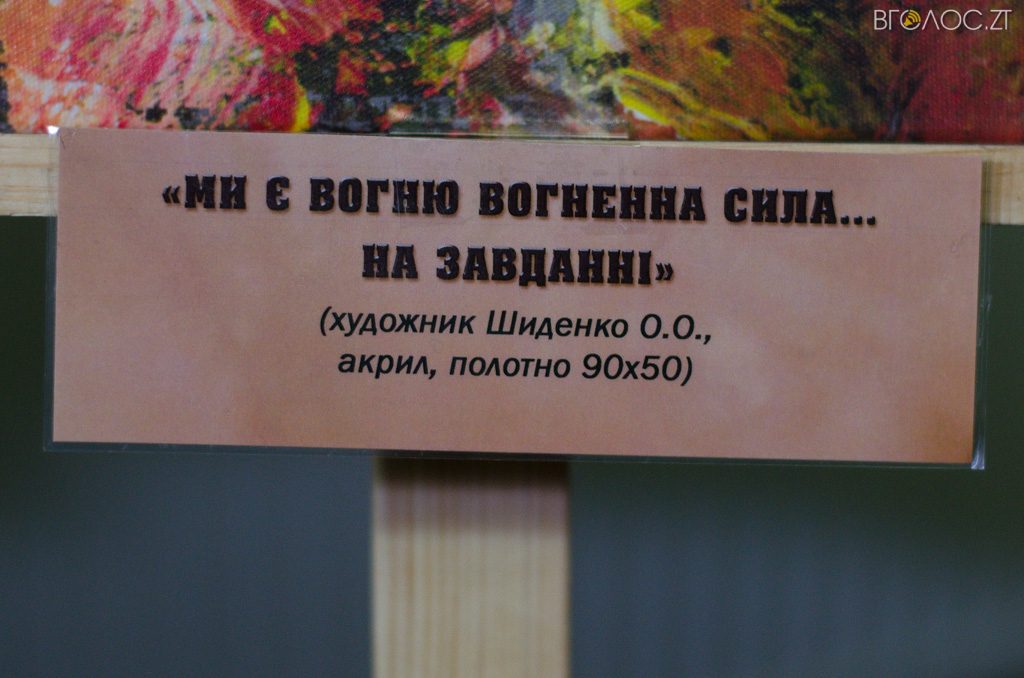 ВГОЛОС.ZT
«МИ Є ВОГНЮ ВОГНЕННА СИЛА...
НА ЗАВДАННІ»
(художник Шиденко О.О.,
акрил, полотно 90х50)